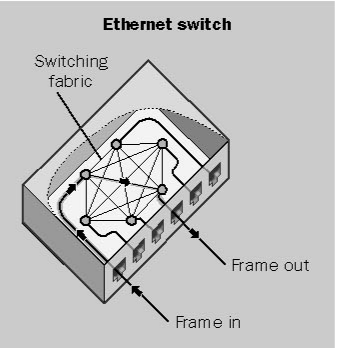 Ethernet switch
Switching
fabric
Frame out
Frame in